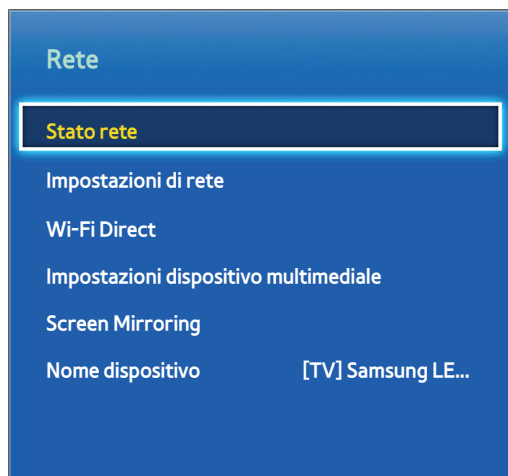 Rete
Stato rete
Impostazioni di rete
Wi-Fi Direct
Impostazioni dispositivo multimediale
Screen Mirroring
Nome dispositivo [TV] Samsung LE...